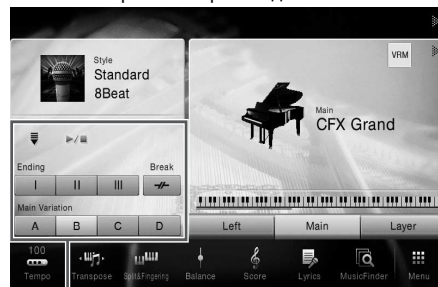 Style
Standard
8Beat
VRM
Main
CFX Grand
Ending
Break
I II III
Main Variation
A B C D
Left Main Layer
100
Tempo Transpose Split&Fingering Balance Score Lyrics MusicFinder Menu